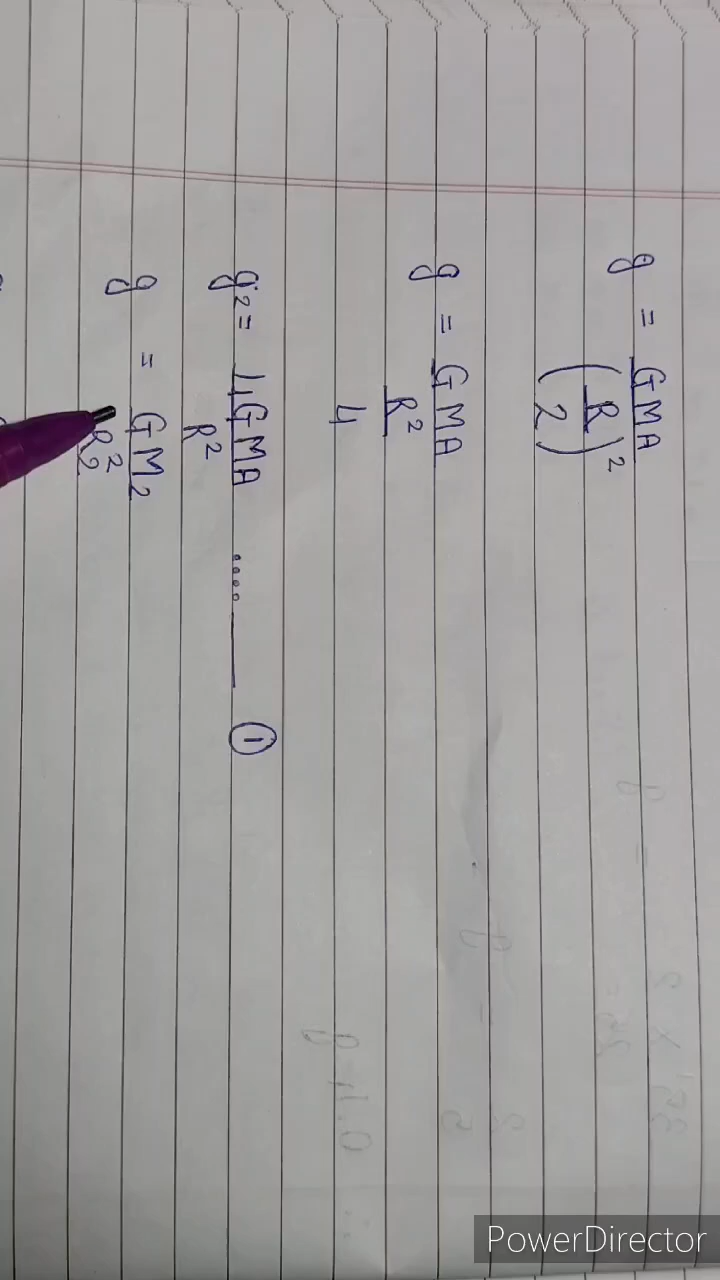 g = GMA
(R/2)²
g = GMA
R²
4
g₂ = 4GMA ....—— ①
R²
g = GM₂
R₂²
PowerDirector